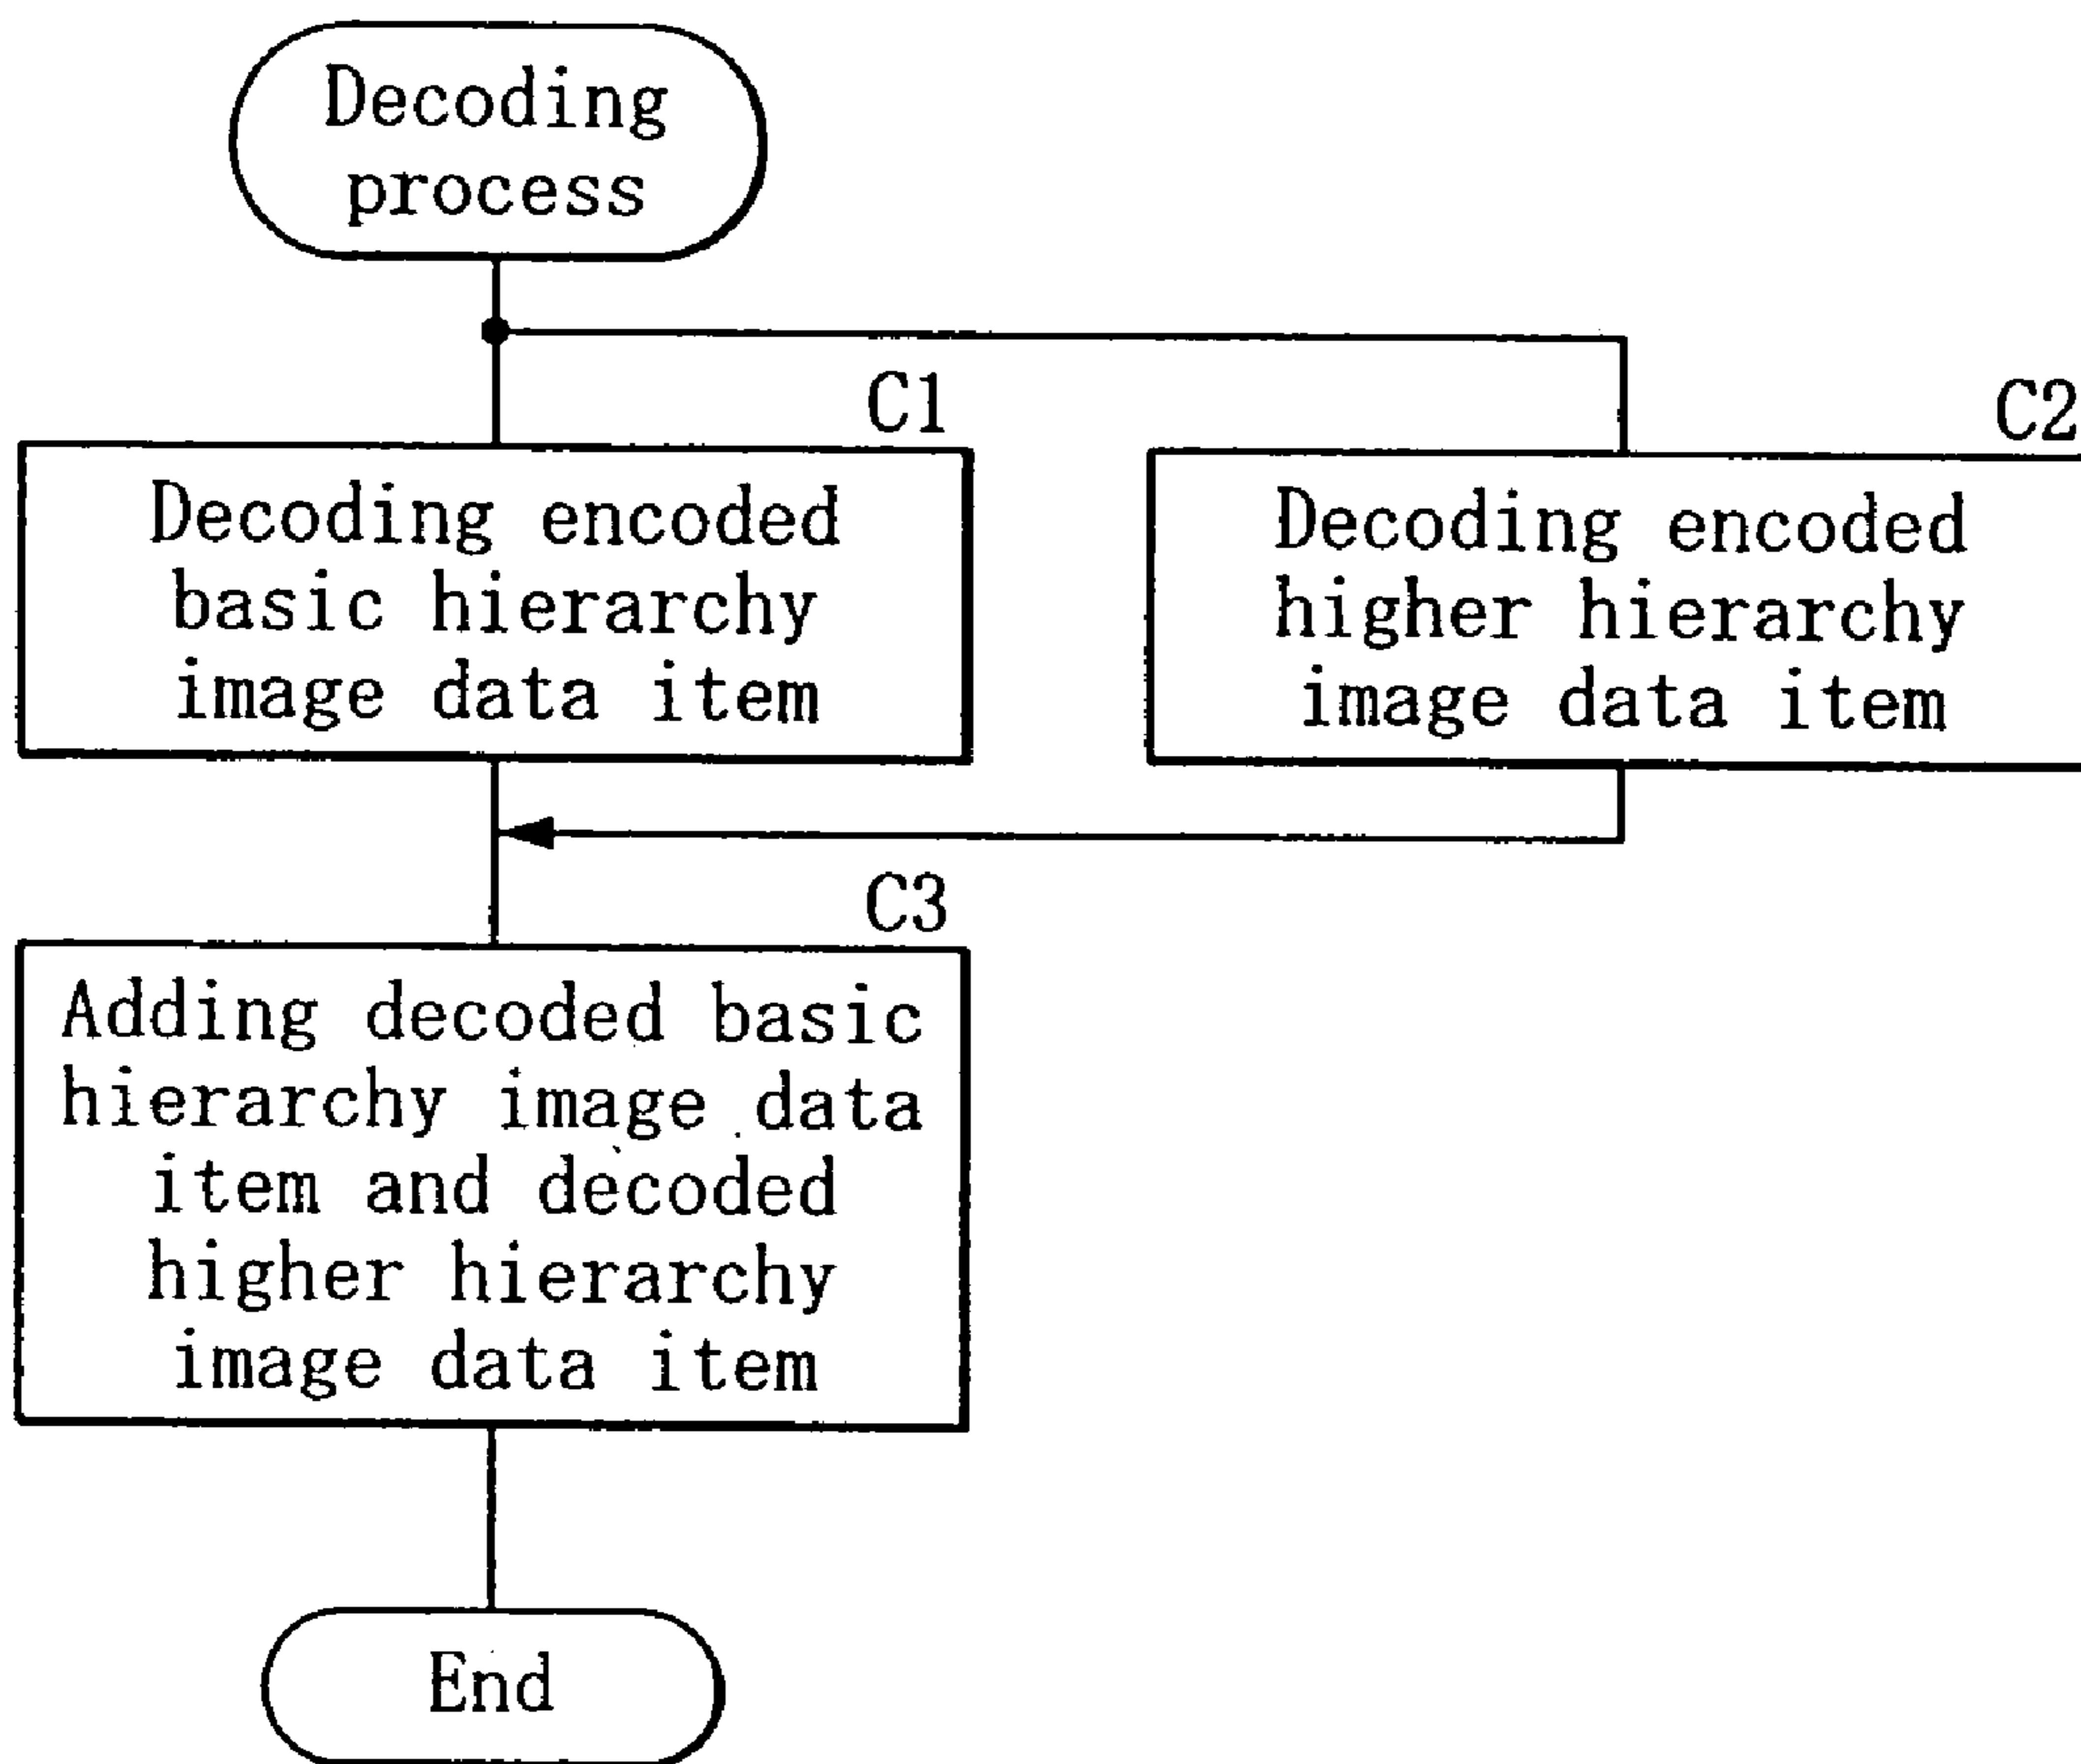 Decoding
process
C1
Decoding encoded
basic hierarchy
image data item
C2
Decoding encoded
higher hierarchy
image data item
C3
Adding decoded basic
hierarchy image data
item and decoded
higher hierarchy
image data item
End